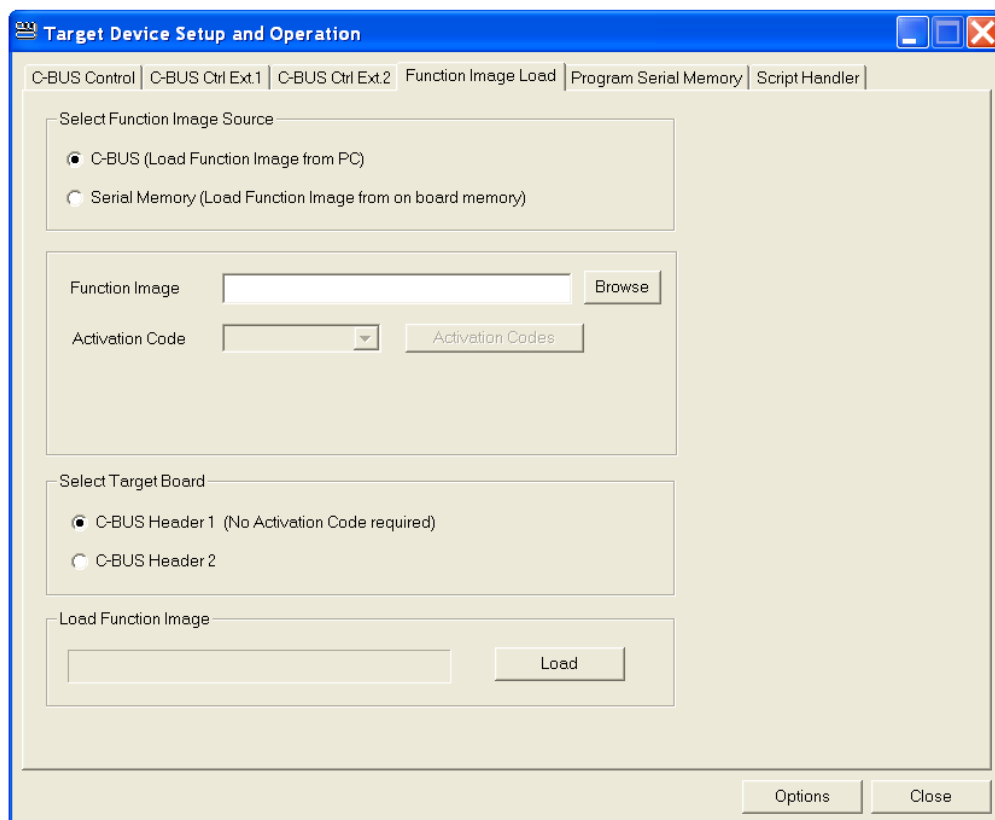 Target Device Setup and Operation
C-BUS Control C-BUS Ctrl Ext.1 C-BUS Ctrl Ext.2 Function Image Load Program Serial Memory Script Handler
Select Function Image Source
C-BUS (Load Function Image from PC)
Serial Memory (Load Function Image from on board memory)
Function Image Browse
Activation Code Activation Codes
Select Target Board
C-BUS Header 1 (No Activation Code required)
C-BUS Header 2
Load Function Image
Load
Options Close